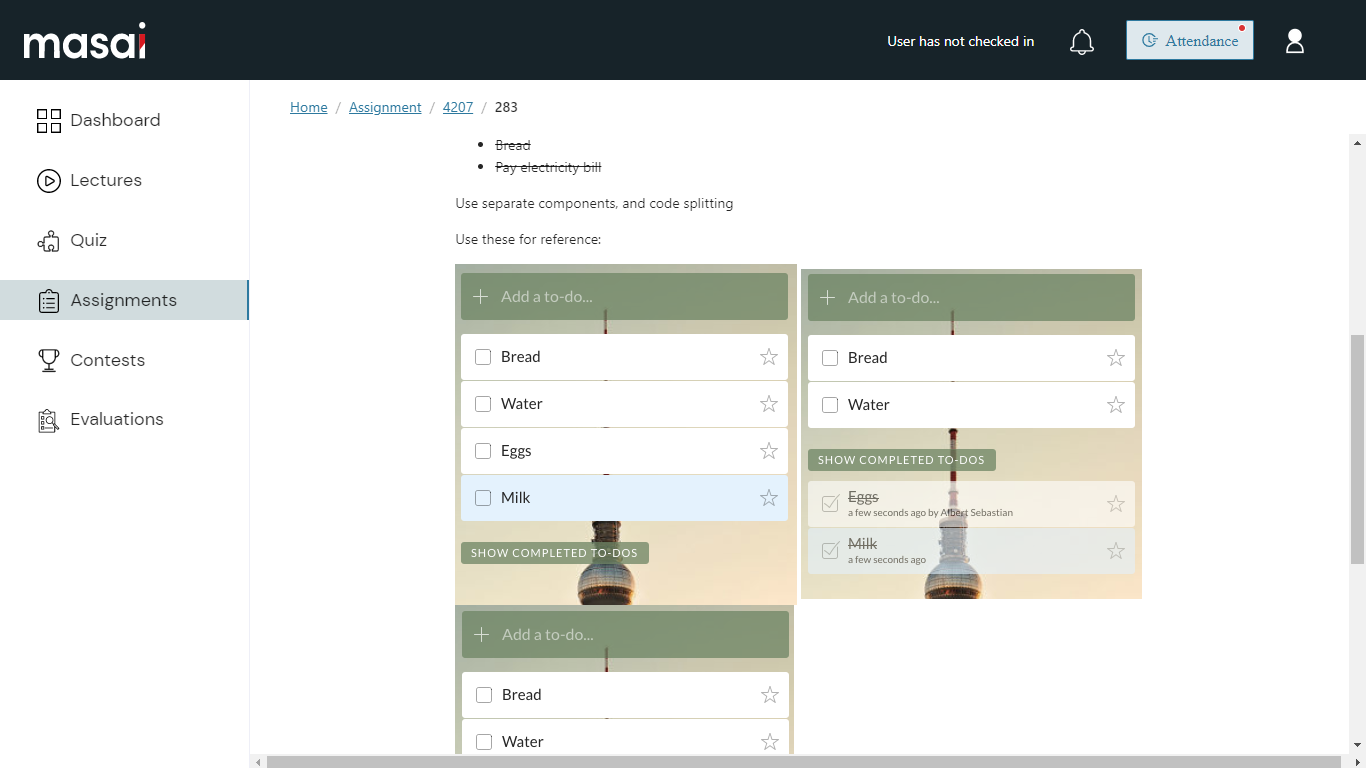 masai
User has not checked in
Attendance
Dashboard
Lectures
Quiz
Assignments
Contests
Evaluations
Home / Assignment / 4207 / 283
Bread
Pay electricity bill
Use separate components, and code splitting
Use these for reference:
+ Add a to-do...
Bread
Water
Eggs
Milk
SHOW COMPLETED TO-DOS
+ Add a to-do...
Bread
Water
SHOW COMPLETED TO-DOS
Eggs
a few seconds ago by Albert Sebastian
Milk
a few seconds ago
+ Add a to-do...
Bread
Water